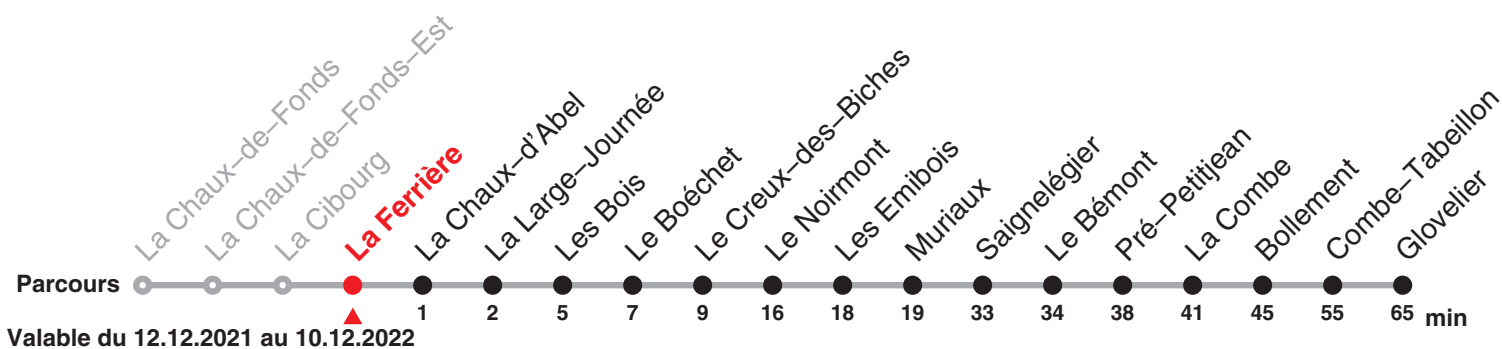 La Chaux–de–Fonds
La Chaux–de–Fonds–Est
La Cibourg
La Ferrière
La Chaux–d'Abel
La Large–Journée
Les Bois
Le Boéchet
Le Creux–des–Biches
Le Noirmont
Les Emibois
Muriaux
Saignelégier
Le Bémont
Pré–Petitjean
La Combe
Bollement
Combe–Tabeillon
Glovelier
Parcours
1 2 5 7 9 16 18 19 33 34 38 41 45 55 65 min
Valable du 12.12.2021 au 10.12.2022